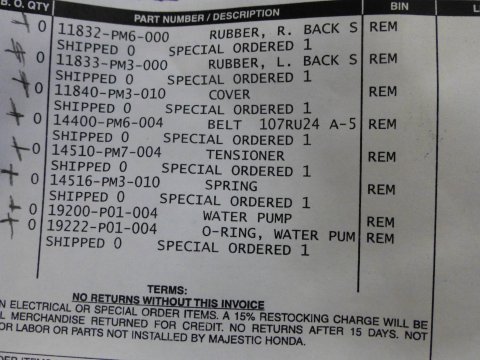 B. O. QTY PART NUMBER / DESCRIPTION BIN
0 11832-PM6-000 RUBBER, R. BACK S REM
SHIPPED 0 SPECIAL ORDERED 1
0 11833-PM3-000 RUBBER, L. BACK S REM
SHIPPED 0 SPECIAL ORDERED 1
0 11840-PM3-010 COVER REM
SHIPPED 0 SPECIAL ORDERED 1
0 14400-PM6-004 BELT 107RU24 A-5 REM
SHIPPED 0 SPECIAL ORDERED 1
0 14510-PM7-004 TENSIONER REM
SHIPPED 0 SPECIAL ORDERED 1
0 14516-PM3-010 SPRING REM
SHIPPED 0 SPECIAL ORDERED 1
0 19200-P01-004 WATER PUMP REM
0 19222-P01-004 O-RING, WATER PUM REM
SHIPPED 0 SPECIAL ORDERED 1
TERMS:
NO RETURNS WITHOUT THIS INVOICE
N ELECTRICAL OR SPECIAL ORDER ITEMS. A 15% RESTOCKING CHARGE WILL BE
L MERCHANDISE RETURNED FOR CREDIT. NO RETURNS AFTER 15 DAYS. NOT
OR LABOR OR PARTS NOT INSTALLED BY MAJESTIC HONDA.